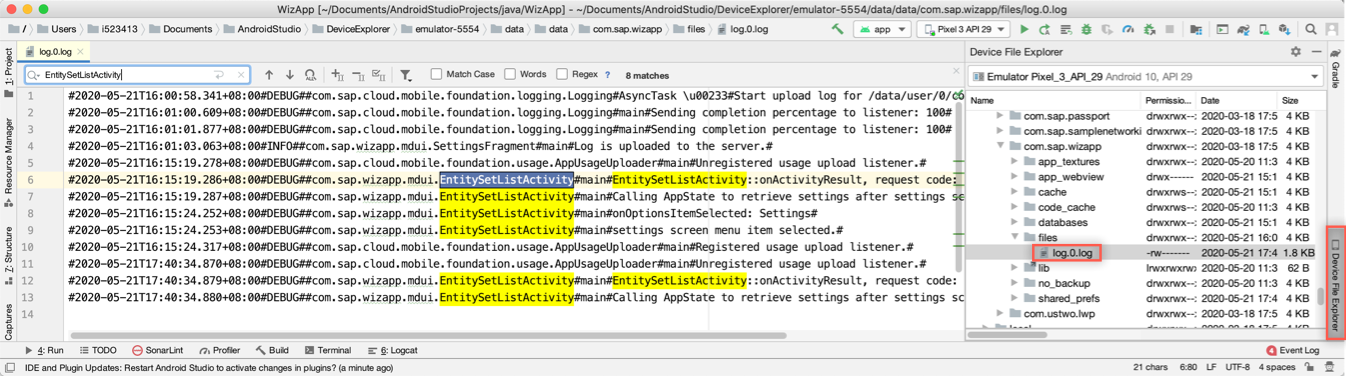 WizApp [~/Documents/AndroidStudioProjects/java/WizApp] – ~/Documents/AndroidStudio/DeviceExplorer/emulator-5554/data/data/com.sap.wizapp/files/log.0.log
/ Users i523413 Documents AndroidStudio DeviceExplorer emulator-5554 data data com.sap.wizapp files log.0.log app Pixel 3 API 29
log.0.log
EntitySetListActivity Match Case Words Regex ? 8 matches
1 #2020-05-21T16:00:58.341+08:00#DEBUG##com.sap.cloud.mobile.foundation.logging.Logging#AsyncTask \u00233#Start upload log for /data/user/0/co
2 #2020-05-21T16:01:00.609+08:00#DEBUG##com.sap.cloud.mobile.foundation.logging.Logging#main#Sending completion percentage to listener: 100#
3 #2020-05-21T16:01:01.877+08:00#DEBUG##com.sap.cloud.mobile.foundation.logging.Logging#main#Sending completion percentage to listener: 100#
4 #2020-05-21T16:01:03.063+08:00#INFO##com.sap.wizapp.mdui.SettingsFragment#main#Log is uploaded to the server.#
5 #2020-05-21T16:15:19.278+08:00#DEBUG##com.sap.cloud.mobile.foundation.usage.AppUsageUploader#main#Unregistered usage upload listener.#
6 #2020-05-21T16:15:19.286+08:00#DEBUG##com.sap.wizapp.mdui.EntitySetListActivity#main#EntitySetListActivity::onActivityResult, request code:
7 #2020-05-21T16:15:19.287+08:00#DEBUG##com.sap.wizapp.mdui.EntitySetListActivity#main#Calling AppState to retrieve settings after settings sc
8 #2020-05-21T16:15:24.252+08:00#DEBUG##com.sap.wizapp.mdui.EntitySetListActivity#main#onOptionsItemSelected: Settings#
9 #2020-05-21T16:15:24.253+08:00#DEBUG##com.sap.wizapp.mdui.EntitySetListActivity#main#settings screen menu item selected.#
10 #2020-05-21T16:15:24.317+08:00#DEBUG##com.sap.cloud.mobile.foundation.usage.AppUsageUploader#main#Registered usage upload listener.#
11 #2020-05-21T17:40:34.870+08:00#DEBUG##com.sap.cloud.mobile.foundation.usage.AppUsageUploader#main#Unregistered usage upload listener.#
12 #2020-05-21T17:40:34.879+08:00#DEBUG##com.sap.wizapp.mdui.EntitySetListActivity#main#EntitySetListActivity::onActivityResult, request code:
13 #2020-05-21T17:40:34.880+08:00#DEBUG##com.sap.wizapp.mdui.EntitySetListActivity#main#Calling AppState to retrieve settings after settings sc
14
1: Project
Resource Manager
7: Structure
Captures
Device File Explorer
Emulator Pixel_3_API_29 Android 10, API 29
Name Permissio... Date Size
com.sap.passport drwxrwx--: 2020-03-18 17:5 4 KB
com.sap.samplenetworki drwxrwx--: 2020-03-18 17:5 4 KB
com.sap.wizapp drwxrwx--: 2020-03-18 17:5 4 KB
app_textures drwxrwx--: 2020-05-20 11:3 4 KB
app_webview drwx------ 2020-05-20 11:3 4 KB
cache drwxrws--: 2020-05-20 11:3 4 KB
code_cache drwxrws--: 2020-05-20 11:3 4 KB
databases drwxrwx--: 2020-05-21 15:1 4 KB
files drwxrwx--: 2020-05-21 16:0 4 KB
log.0.log -rw------- 2020-05-21 17:4 1.8 KB
lib lrwxrwxrwx 2020-05-20 11:3 62 B
no_backup drwxrwx--: 2020-05-20 11:3 4 KB
shared_prefs drwxrwx--: 2020-05-21 17:4 4 KB
com.ustwo.lwp drwxrwx--: 2020-03-18 17:5 4 KB
Gradle
Device File Explorer
4: Run TODO SonarLint Profiler Build Terminal 6: Logcat 4 Event Log
IDE and Plugin Updates: Restart Android Studio to activate changes in plugins? (a minute ago) 21 chars 6:80 LF UTF-8 4 spaces